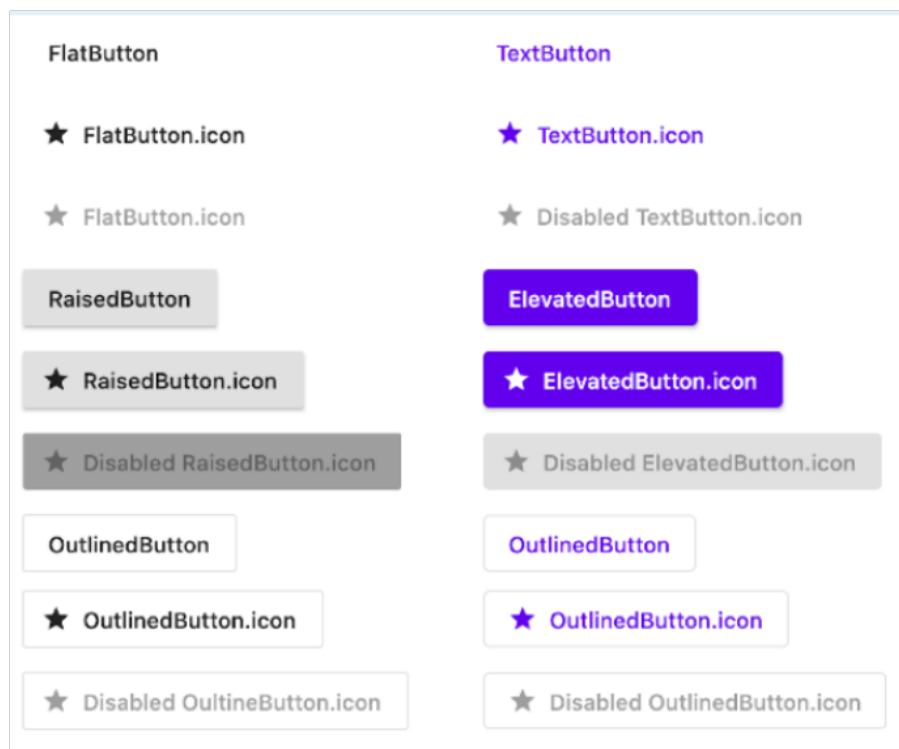 FlatButton
TextButton
FlatButton.icon
TextButton.icon
FlatButton.icon
Disabled TextButton.icon
RaisedButton
ElevatedButton
RaisedButton.icon
ElevatedButton.icon
Disabled RaisedButton.icon
Disabled ElevatedButton.icon
OutlinedButton
OutlinedButton
OutlinedButton.icon
OutlinedButton.icon
Disabled OultineButton.icon
Disabled OutlinedButton.icon